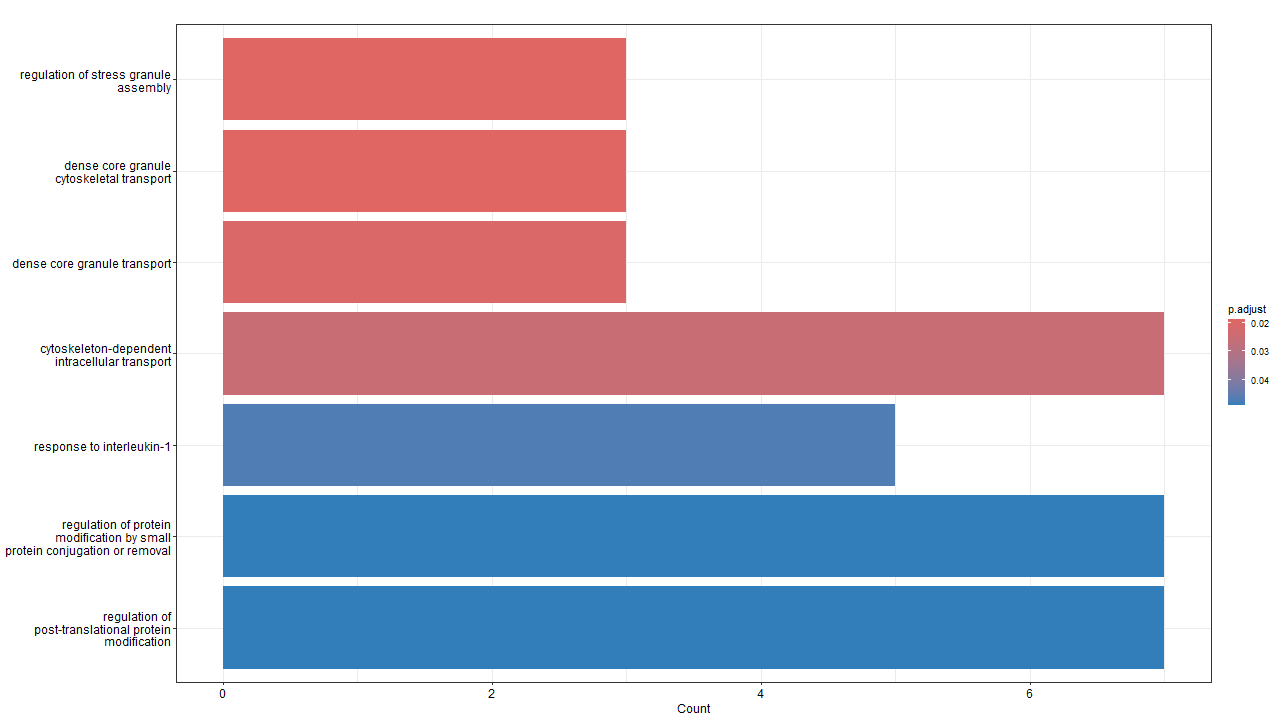 regulation of stress granule
assembly
dense core granule
cytoskeletal transport
dense core granule transport
cytoskeleton-dependent
intracellular transport
response to interleukin-1
regulation of protein
modification by small
protein conjugation or removal
regulation of
post-translational protein
modification
0 2 4 6
Count
p.adjust
0.02
0.03
0.04